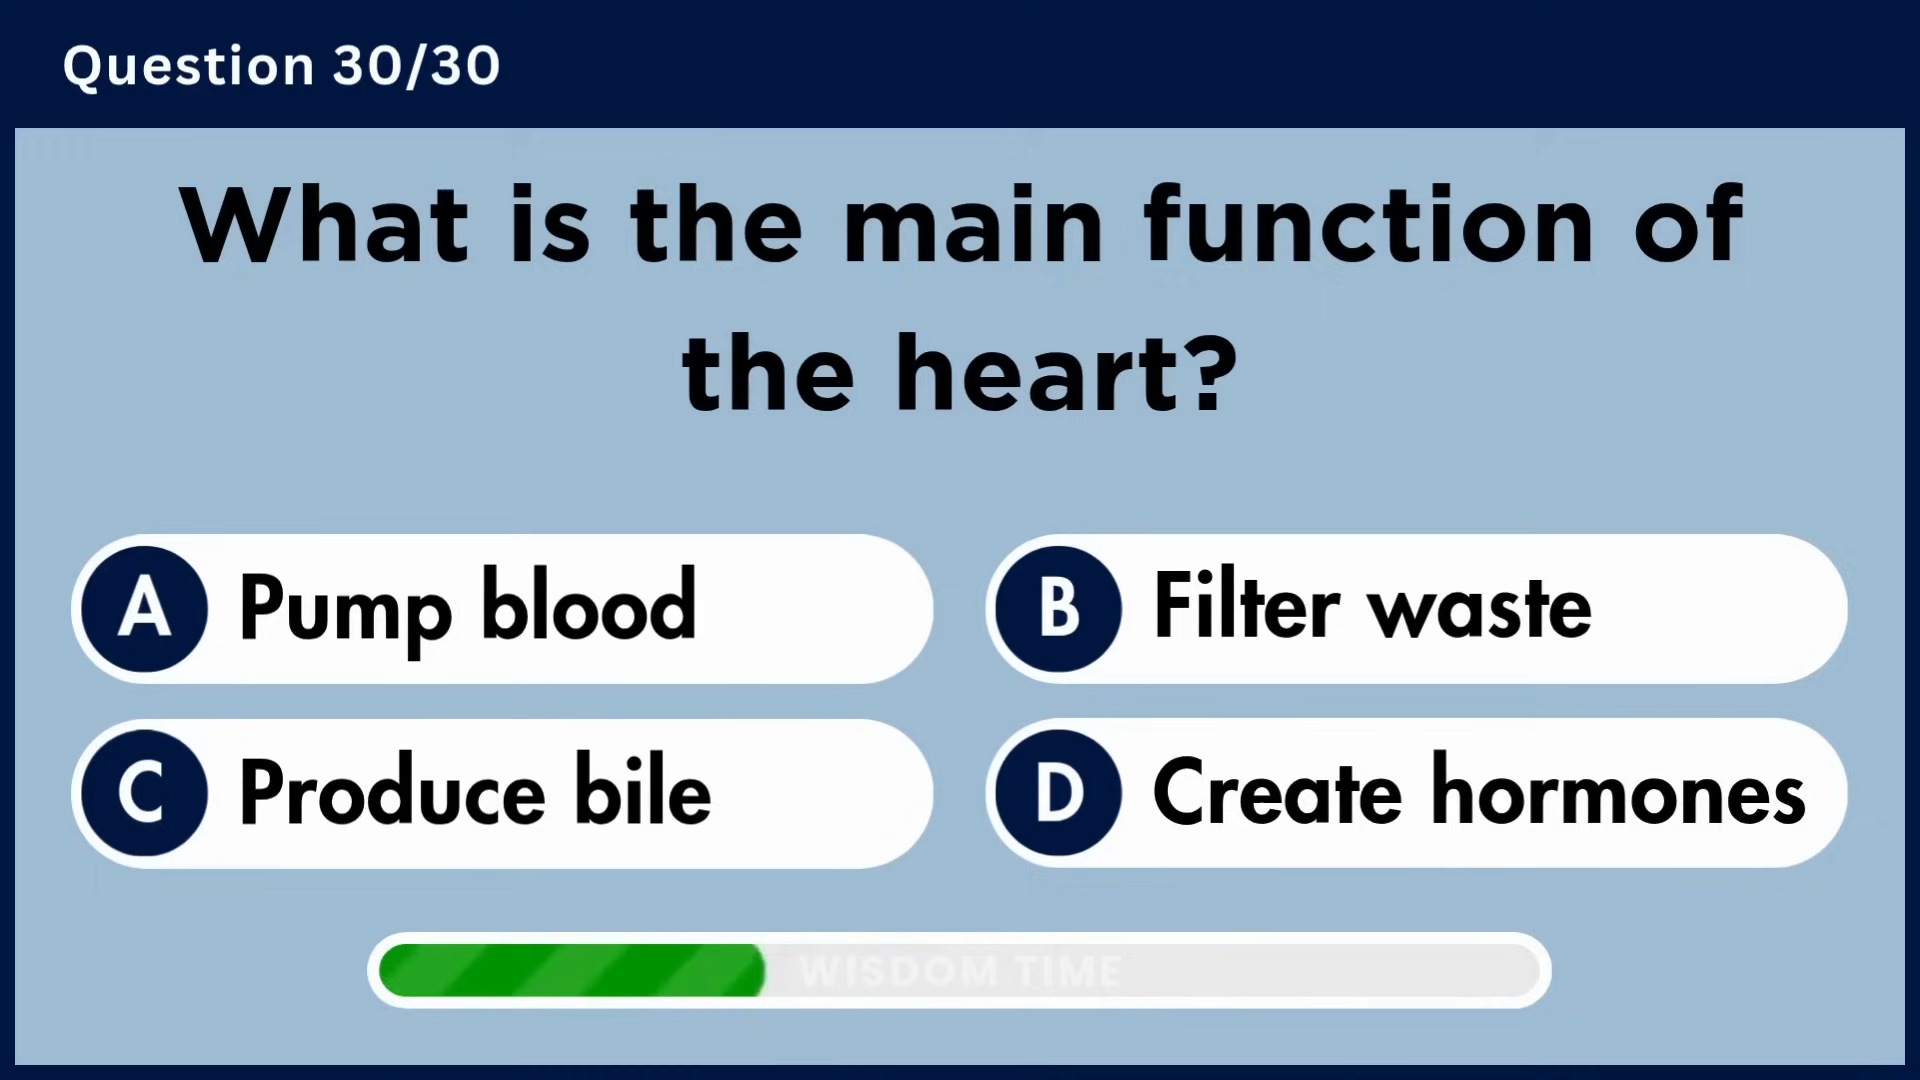 Question 30/30
What is the main function of
the heart?
A Pump blood
B Filter waste
C Produce bile
D Create hormones
WISDOM TIME